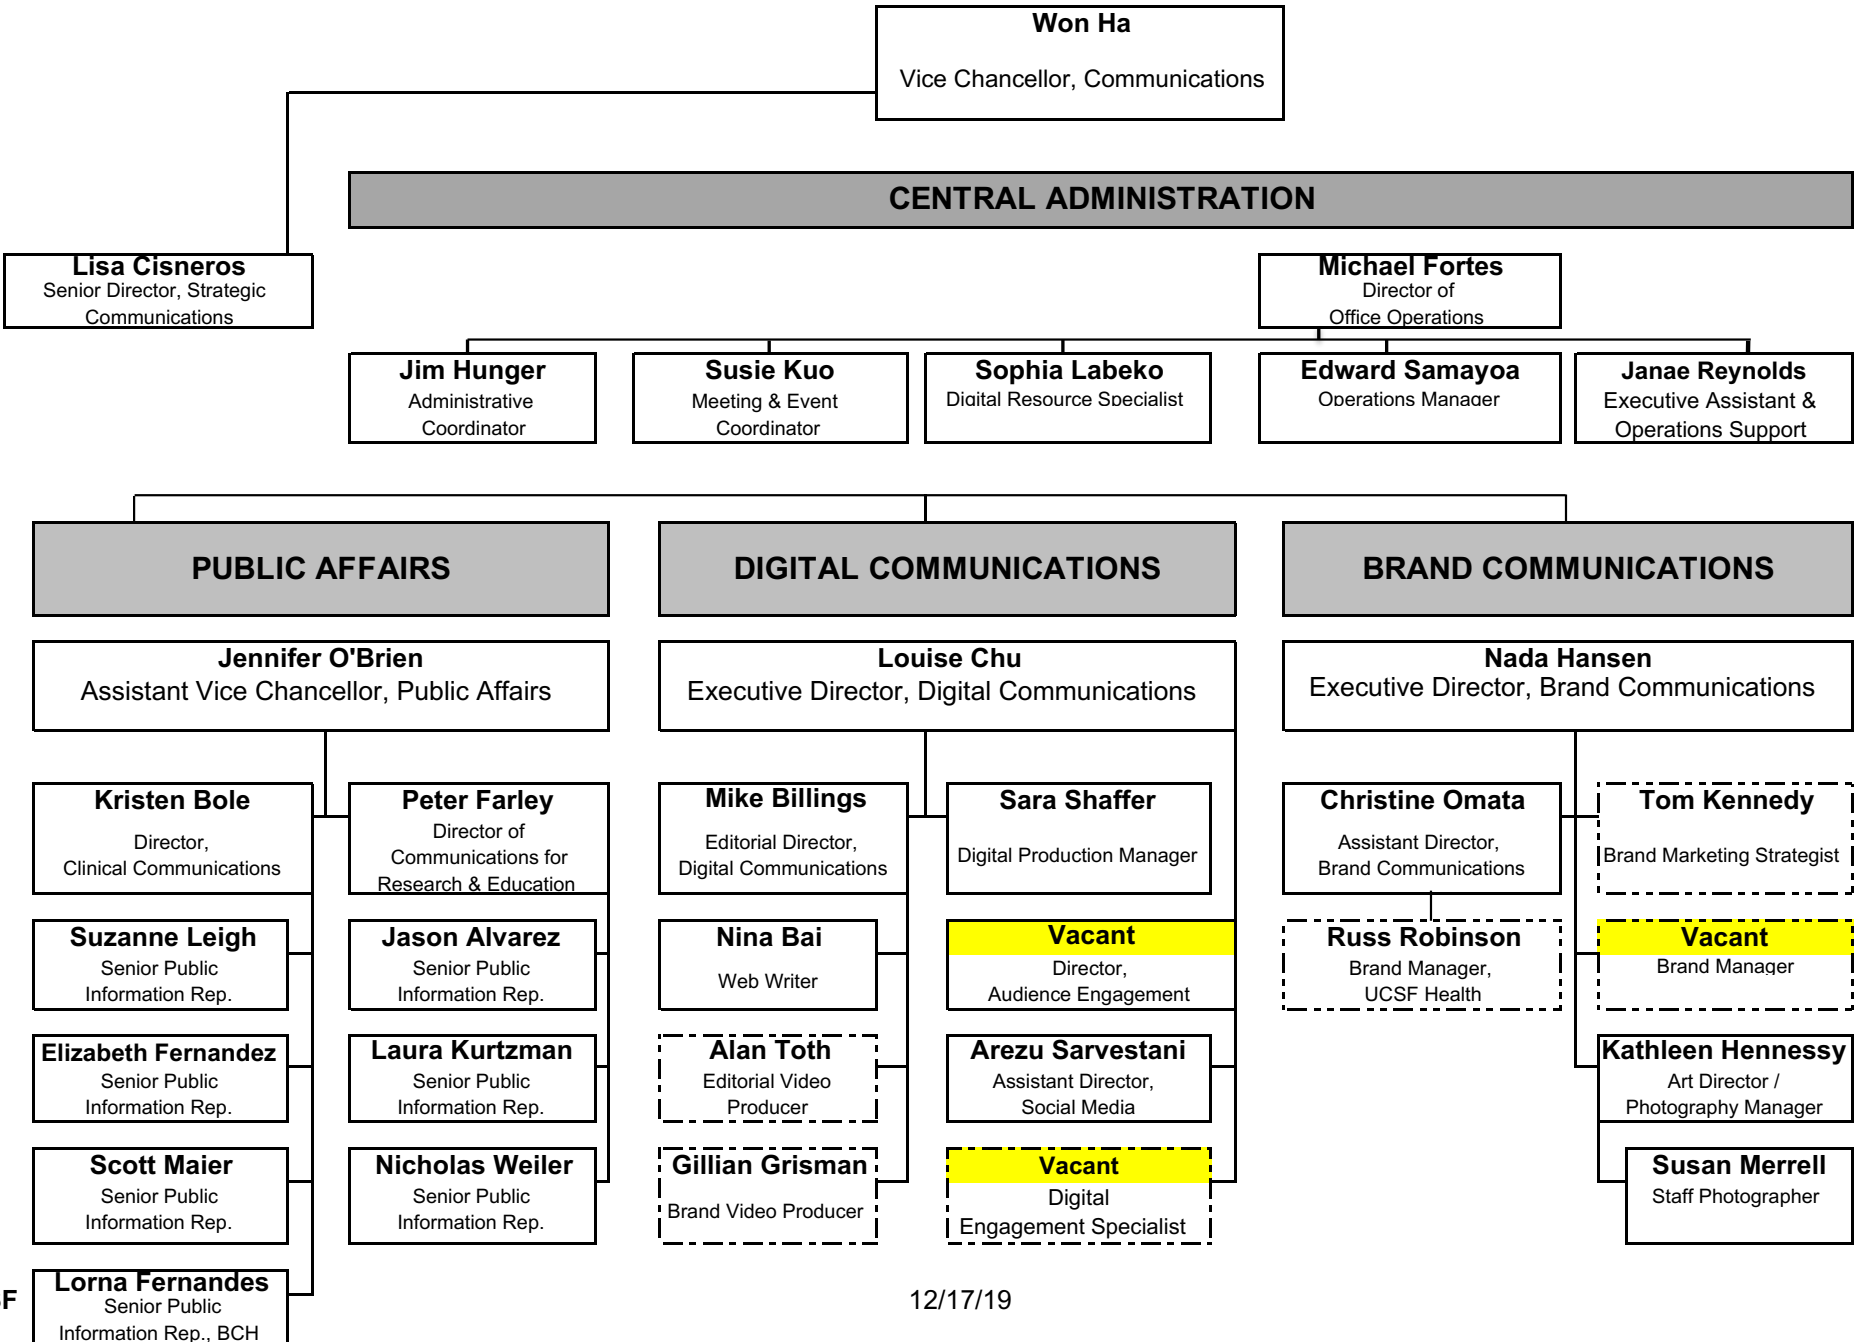 Won Ha
Vice Chancellor, Communications
CENTRAL ADMINISTRATION
Lisa Cisneros
Senior Director, Strategic
Communications
Michael Fortes
Director of
Office Operations
Jim Hunger
Administrative
Coordinator
Susie Kuo
Meeting & Event
Coordinator
Sophia Labeko
Digital Resource Specialist
Edward Samayoa
Operations Manager
Janae Reynolds
Executive Assistant &
Operations Support
PUBLIC AFFAIRS
DIGITAL COMMUNICATIONS
BRAND COMMUNICATIONS
Jennifer O'Brien
Assistant Vice Chancellor, Public Affairs
Louise Chu
Executive Director, Digital Communications
Nada Hansen
Executive Director, Brand Communications
Kristen Bole
Director,
Clinical Communications
Peter Farley
Director of
Communications for
Research & Education
Mike Billings
Editorial Director,
Digital Communications
Sara Shaffer
Digital Production Manager
Christine Omata
Assistant Director,
Brand Communications
Tom Kennedy
Brand Marketing Strategist
Suzanne Leigh
Senior Public
Information Rep.
Jason Alvarez
Senior Public
Information Rep.
Nina Bai
Web Writer
Vacant
Director,
Audience Engagement
Russ Robinson
Brand Manager,
UCSF Health
Vacant
Brand Manager
Elizabeth Fernandez
Senior Public
Information Rep.
Laura Kurtzman
Senior Public
Information Rep.
Alan Toth
Editorial Video
Producer
Arezu Sarvestani
Assistant Director,
Social Media
Kathleen Hennessy
Art Director /
Photography Manager
Scott Maier
Senior Public
Information Rep.
Nicholas Weiler
Senior Public
Information Rep.
Gillian Grisman
Brand Video Producer
Vacant
Digital
Engagement Specialist
Susan Merrell
Staff Photographer
Lorna Fernandes
Senior Public
Information Rep., BCH
12/17/19